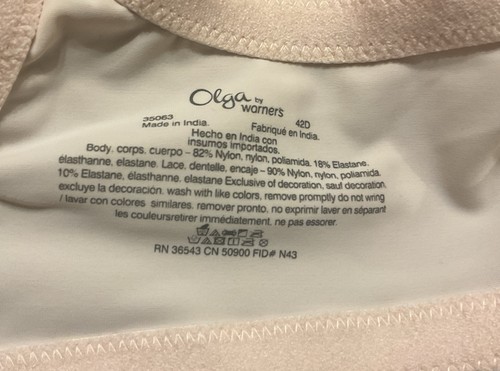 Olga by warner's
35063 42D
Made in India. Fabriqué en India.
Hecho en India con
insumos importados.
Body. corps. cuerpo – 82% Nylon, nylon, poliamida. 18% Elastane.
élasthanne, elastane. Lace. dentelle, encaje – 90% Nylon, nylon, poliamida.
10% Elastane, élasthanne, elastane Exclusive of decoration, sauf decoration.
excluye la decoración. wash with like colors, remove promptly do not wring
/ lavar con colores similares. remover pronto, no exprimir laver en séparant
les couleursretirer immédiatement. ne pas essorer.
RN 36543 CN 50900 FID# N43